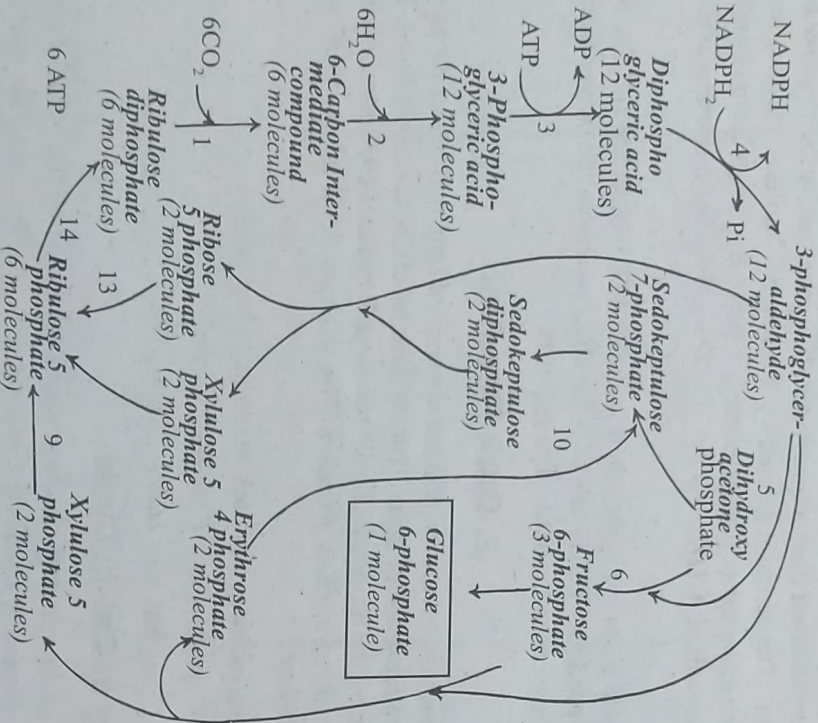 NADPH
NADPH₂
4
Pi
3-phosphoglycer-
aldehyde
(12 molecules)
5
Dihydroxy
acetone
phosphate
Diphospho
glyceric acid
(12 molecules)
ADP
ATP
3
3-Phospho-
glyceric acid
(12 molecules)
6H₂O
2
6-Carbon Inter-
mediate
compound
(6 molecules)
6CO₂
1
Ribulose
diphosphate
(6 molecules)
6 ATP
14
Sedokeptulose
7-phosphate
(2 molecules)
10
Sedokeptulose
diphosphate
(2 molecules)
6
Fructose
6-phosphate
(3 molecules)
Glucose
6-phosphate
(1 molecule)
Ribose
5 phosphate
(2 molecules)
13
Xylulose 5
phosphate
(2 molecules)
Erythrose
4 phosphate
(2 molecules)
Ribulose 5
phosphate
(6 molecules)
9
Xylulose 5
phosphate
(2 molecules)